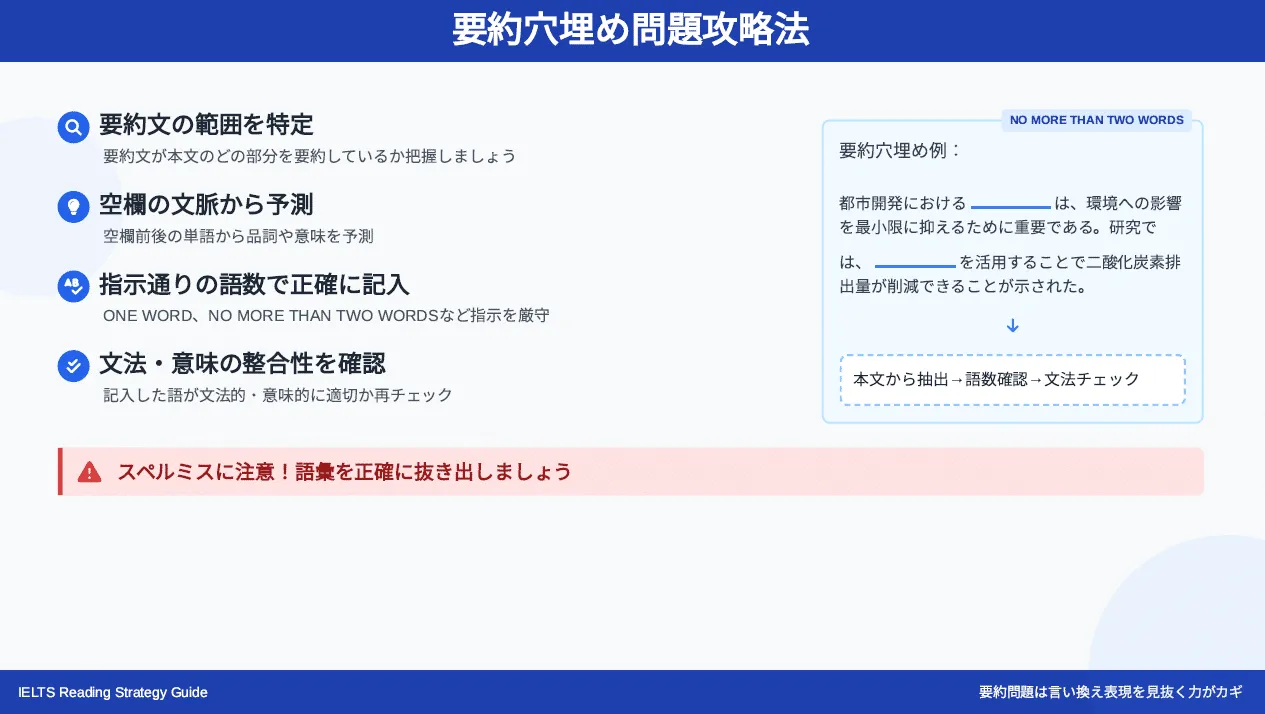 要約穴埋め問題攻略法
要約文の範囲を特定
要約文が本文のどの部分を要約しているか把握しましょう
空欄の文脈から予測
空欄前後の単語から品詞や意味を予測
指示通りの語数で正確に記入
ONE WORD、NO MORE THAN TWO WORDSなど指示を厳守
文法・意味の整合性を確認
記入した語が文法的・意味的に適切か再チェック
NO MORE THAN TWO WORDS
要約穴埋め例：
都市開発における は、環境への影響
を最小限に抑えるために重要である。研究で
は、 を活用することで二酸化炭素排
出量が削減できることが示された。
↓
本文から抽出→語数確認→文法チェック
スペルミスに注意！語彙を正確に抜き出しましょう
IELTS Reading Strategy Guide
要約問題は言い換え表現を見抜く力がカギ